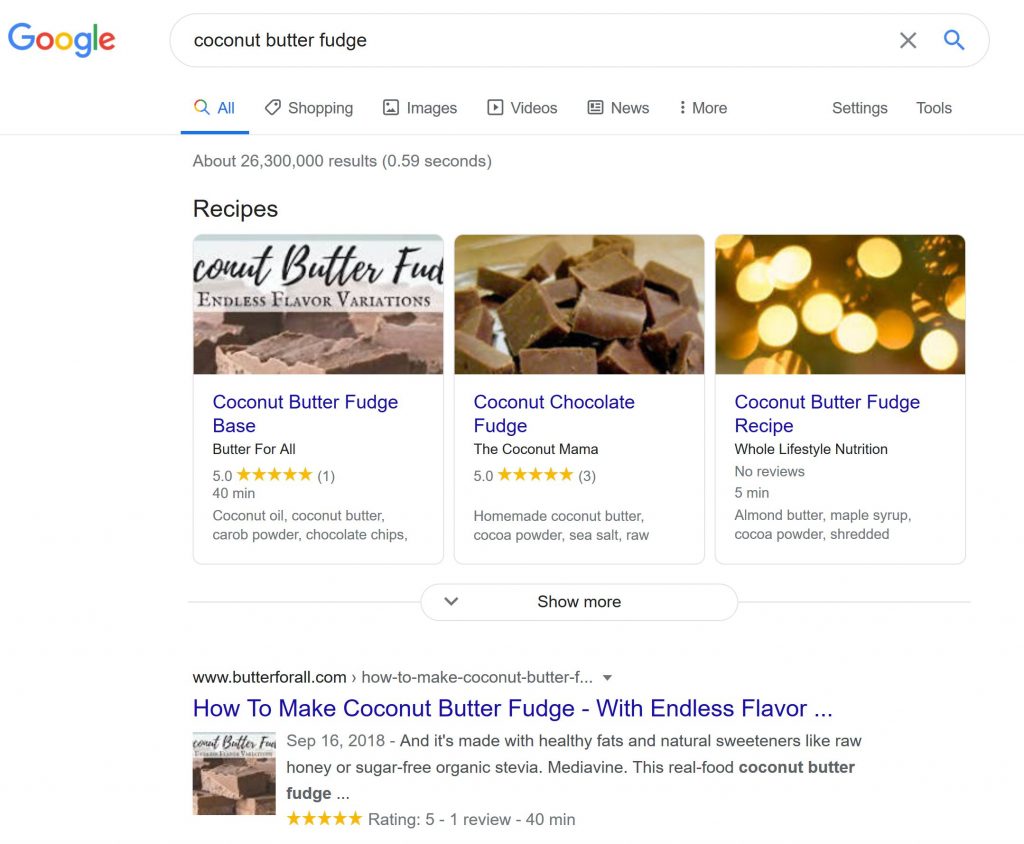 Google
coconut butter fudge
All Shopping Images Videos News More Settings Tools
About 26,300,000 results (0.59 seconds)
Recipes
conut Butter Fud
ENDLESS FLAVOR VARIATIONS
Coconut Butter Fudge
Base
Butter For All
5.0 ★★★★★ (1)
40 min
Coconut oil, coconut butter,
carob powder, chocolate chips,
Coconut Chocolate
Fudge
The Coconut Mama
5.0 ★★★★★ (3)
Homemade coconut butter,
cocoa powder, sea salt, raw
Coconut Butter Fudge
Recipe
Whole Lifestyle Nutrition
No reviews
5 min
Almond butter, maple syrup,
cocoa powder, shredded
Show more
www.butterforall.com › how-to-make-coconut-butter-f...
How To Make Coconut Butter Fudge - With Endless Flavor ...
conut Butter Fud
ENDLESS FLAVOR VARIATIONS
Sep 16, 2018 - And it's made with healthy fats and natural sweeteners like raw
honey or sugar-free organic stevia. Mediavine. This real-food coconut butter
fudge ...
★★★★★ Rating: 5 - 1 review - 40 min